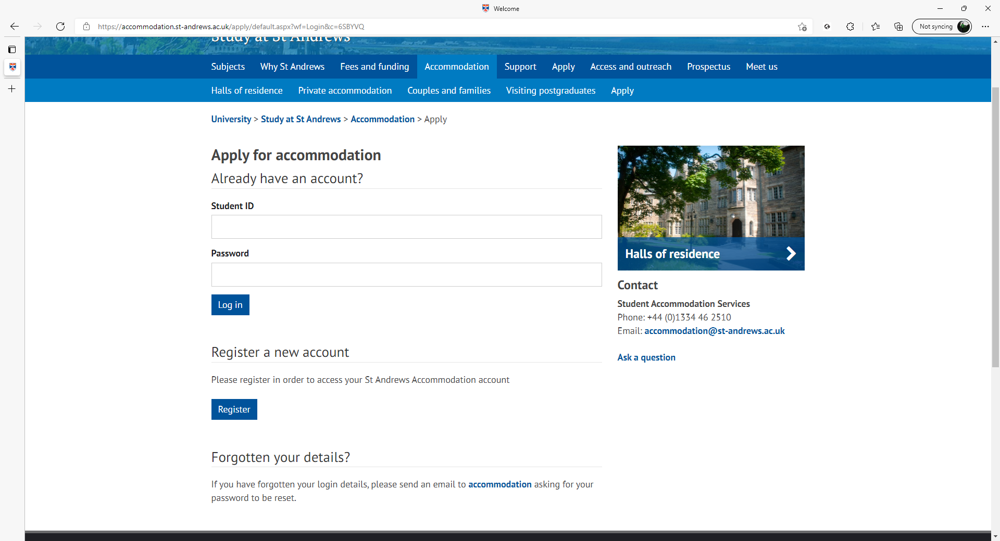 Welcome
https://accommodation.st-andrews.ac.uk/apply/default.aspx?wf=Login&c=6SBYVQ
Not syncing
Study at St Andrews
Subjects Why St Andrews Fees and funding Accommodation Support Apply Access and outreach Prospectus Meet us
Halls of residence Private accommodation Couples and families Visiting postgraduates Apply
University > Study at St Andrews > Accommodation > Apply
Apply for accommodation
Already have an account?
Student ID
Password
Log in
Register a new account
Please register in order to access your St Andrews Accommodation account
Register
Forgotten your details?
If you have forgotten your login details, please send an email to accommodation asking for your
password to be reset.
Halls of residence
Contact
Student Accommodation Services
Phone: +44 (0)1334 46 2510
Email: accommodation@st-andrews.ac.uk
Ask a question